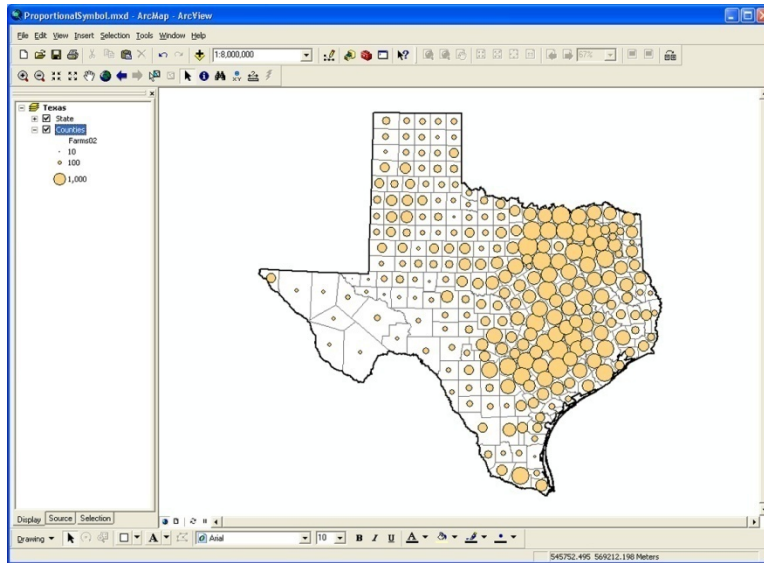 ProportionalSymbol.mxd - ArcMap - ArcView
File Edit View Insert Selection Tools Window Help
1:8,000,000
67%
Texas
State
Counties
Farms02
10
100
1,000
Display Source Selection
Drawing A Arial 10 B I U A
545752.495 569212.198 Meters